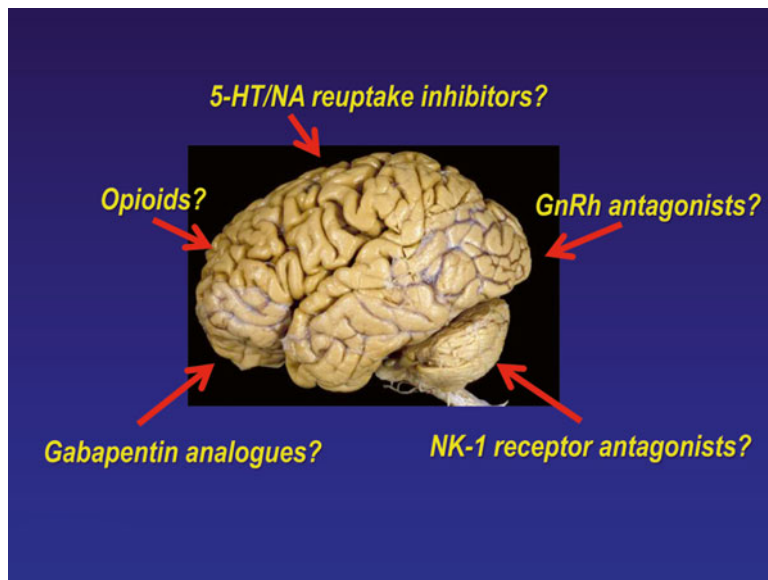 5-HT/NA reuptake inhibitors?
Opioids?
GnRh antagonists?
Gabapentin analogues?
NK-1 receptor antagonists?